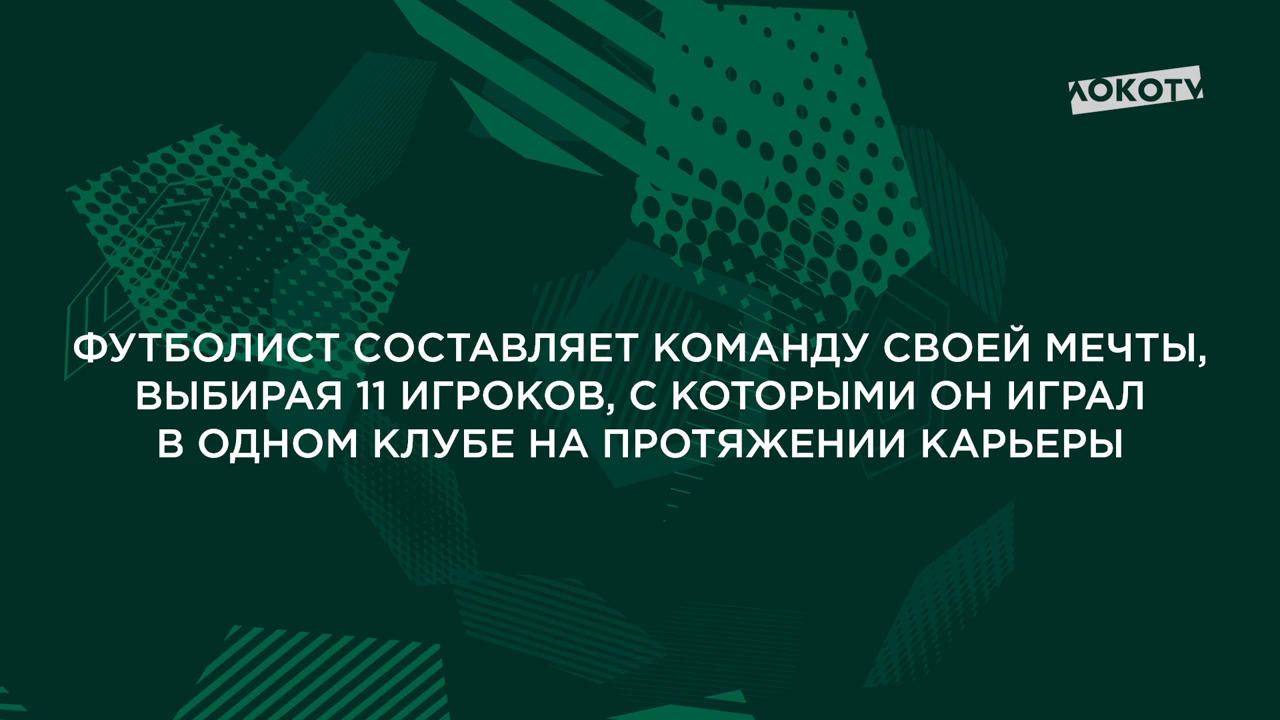 ЛОКОTV
ФУТБОЛИСТ СОСТАВЛЯЕТ КОМАНДУ СВОЕЙ МЕЧТЫ,
ВЫБИРАЯ 11 ИГРОКОВ, С КОТОРЫМИ ОН ИГРАЛ
В ОДНОМ КЛУБЕ НА ПРОТЯЖЕНИИ КАРЬЕРЫ